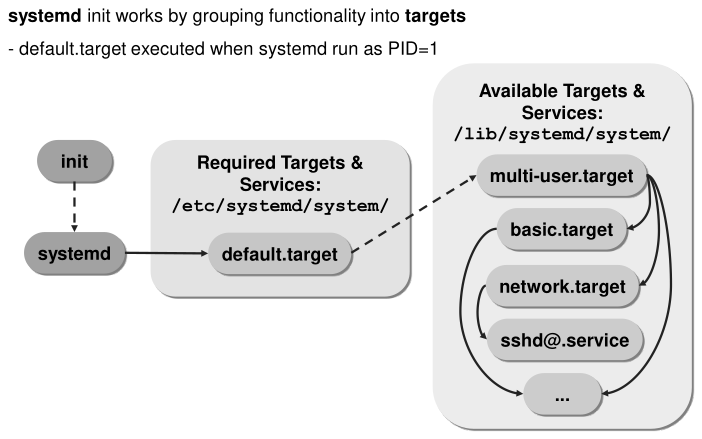 systemd init works by grouping functionality into targets
- default.target executed when systemd run as PID=1
Available Targets &
Services:
/lib/systemd/system/
init
Required Targets &
Services:
/etc/systemd/system/
multi-user.target
basic.target
systemd
default.target
network.target
sshd@.service
...